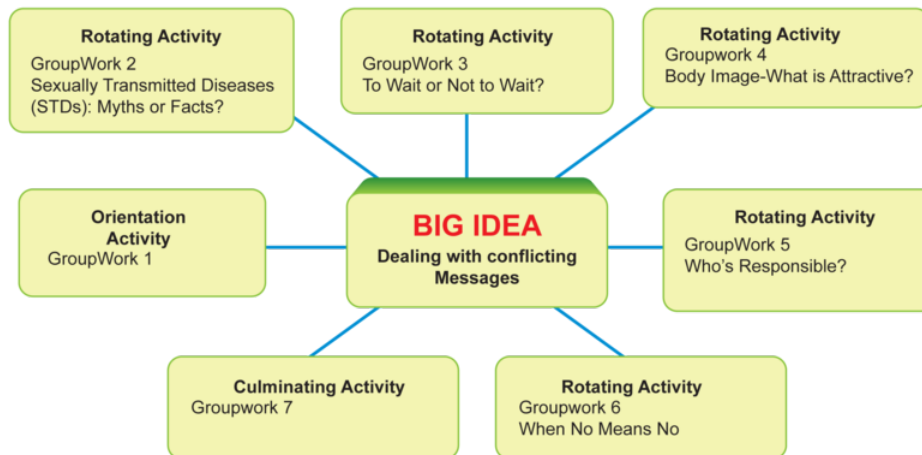 Rotating Activity
GroupWork 2
Sexually Transmitted Diseases
(STDs): Myths or Facts?
Rotating Activity
GroupWork 3
To Wait or Not to Wait?
Rotating Activity
Groupwork 4
Body Image-What is Attractive?
Orientation
Activity
GroupWork 1
BIG IDEA
Dealing with conflicting
Messages
Rotating Activity
GroupWork 5
Who's Responsible?
Culminating Activity
Groupwork 7
Rotating Activity
Groupwork 6
When No Means No